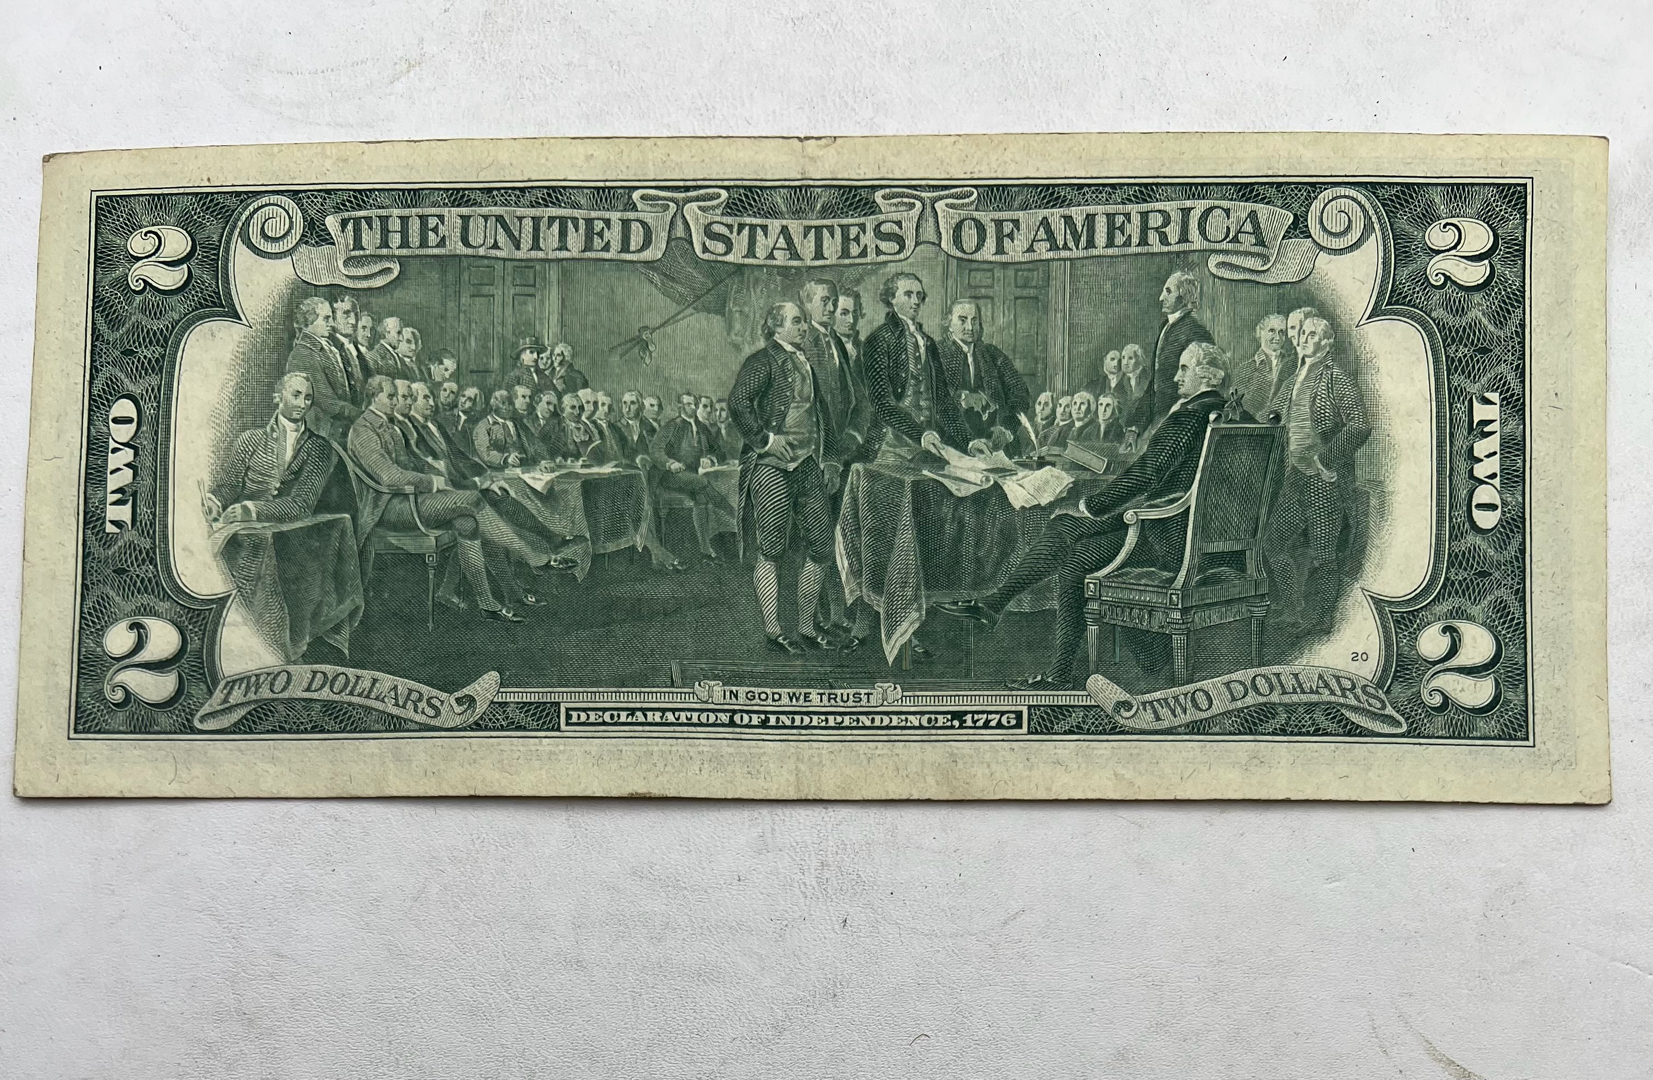 THE UNITED STATES OF AMERICA
2
2
TWO
TWO
2
2
20
TWO DOLLARS
IN GOD WE TRUST
TWO DOLLARS
DECLARATION OF INDEPENDENCE, 1776